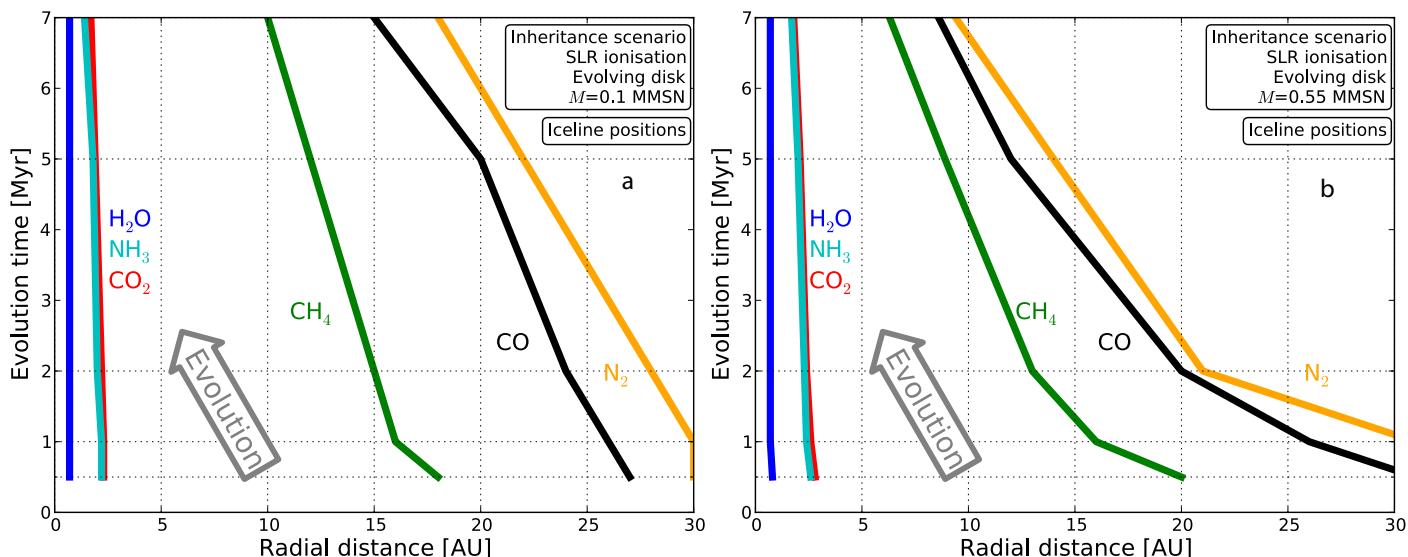 Evolution time [Myr]
7
6
5
4
3
2
1
0
Inheritance scenario
SLR ionisation
Evolving disk
M=0.1 MMSN
Iceline positions
a
H₂O
NH₃
CO₂
CH₄
CO
N₂
Evolution
0
5
10
15
20
25
30
Radial distance [AU]
Evolution time [Myr]
7
6
5
4
3
2
1
0
Inheritance scenario
SLR ionisation
Evolving disk
M=0.55 MMSN
Iceline positions
b
H₂O
NH₃
CO₂
CH₄
CO
N₂
Evolution
0
5
10
15
20
25
30
Radial distance [AU]